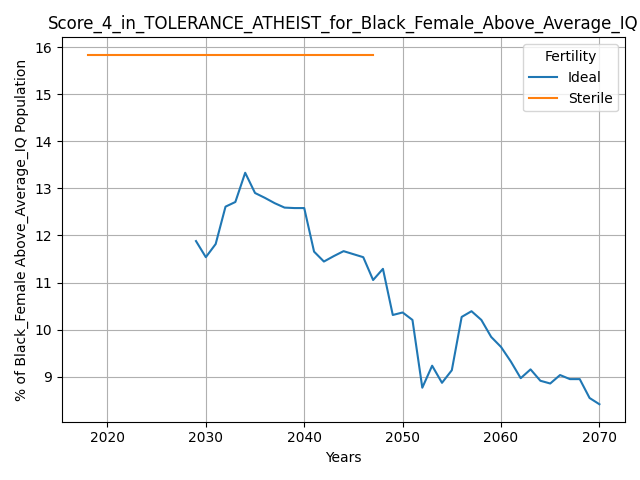 Score_4_in_TOLERANCE_ATHEIST_for_Black_Female_Above_Average_IQ
% of Black_Female Above_Average_IQ Population
16
15
14
13
12
11
10
9
Fertility
Ideal
Sterile
2020 2030 2040 2050 2060 2070
Years